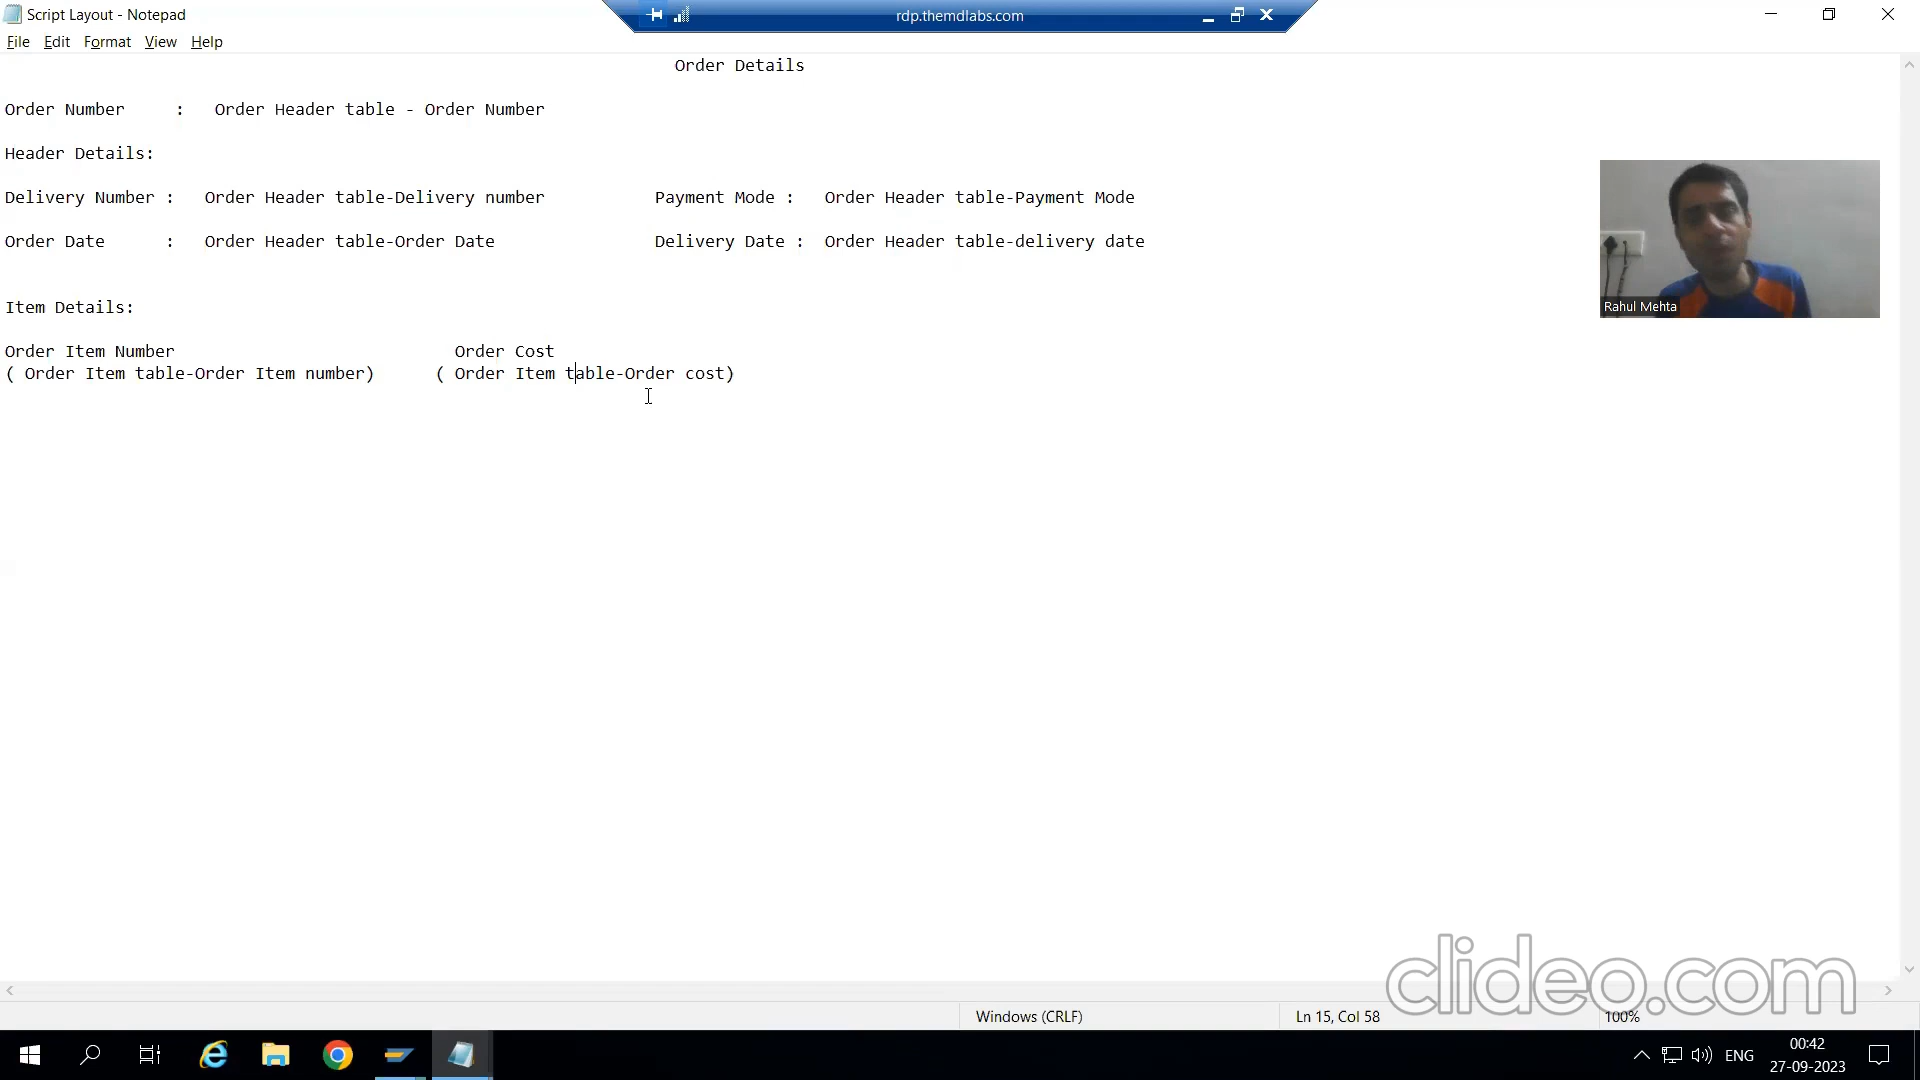 Script Layout - Notepad
rdp.themdlabs.com
File Edit Format View Help
Order Details
Order Number : Order Header table - Order Number
Header Details:
Delivery Number : Order Header table-Delivery number Payment Mode : Order Header table-Payment Mode
Order Date : Order Header table-Order Date Delivery Date : Order Header table-delivery date
Rahul Mehta
Item Details:
Order Item Number Order Cost
( Order Item table-Order Item number) ( Order Item table-Order cost)
clideo.com
Windows (CRLF) Ln 15, Col 58 100%
ENG
00:42
27-09-2023